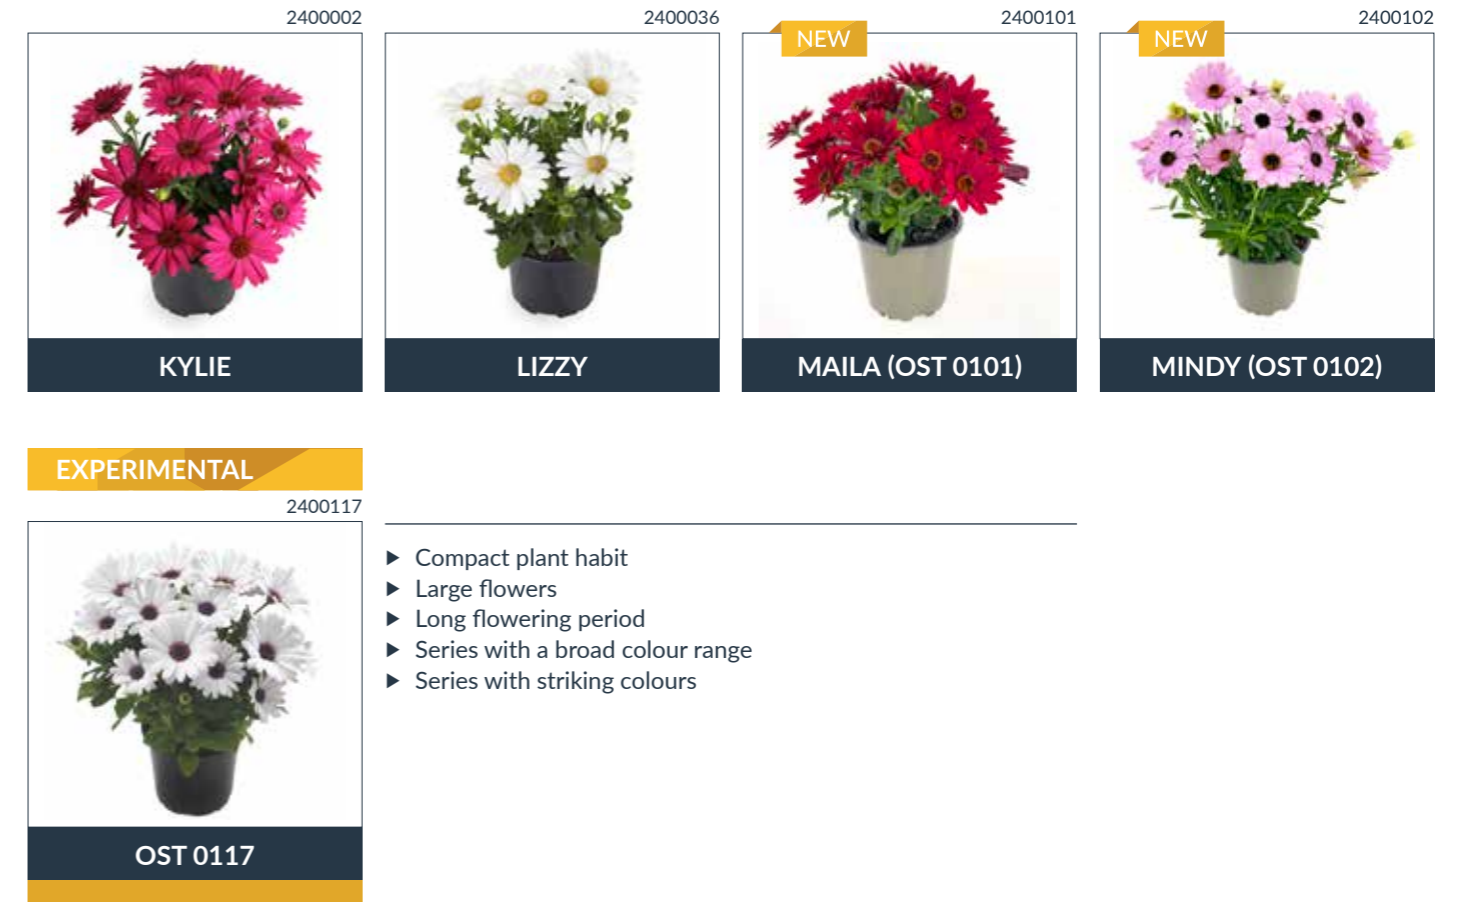 2400002
2400036
2400101
2400102
NEW
NEW
KYLIE
LIZZY
MAILA (OST 0101)
MINDY (OST 0102)
EXPERIMENTAL
2400117
Compact plant habit
Large flowers
Long flowering period
Series with a broad colour range
Series with striking colours
OST 0117